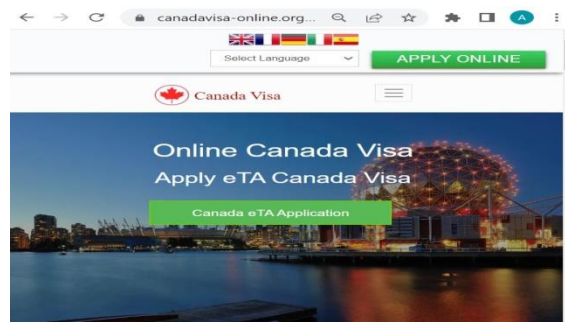 canadavisa-online.org...
A
Select Language
APPLY ONLINE
Canada Visa
Online Canada Visa
Apply eTA Canada Visa
Canada eTA Application